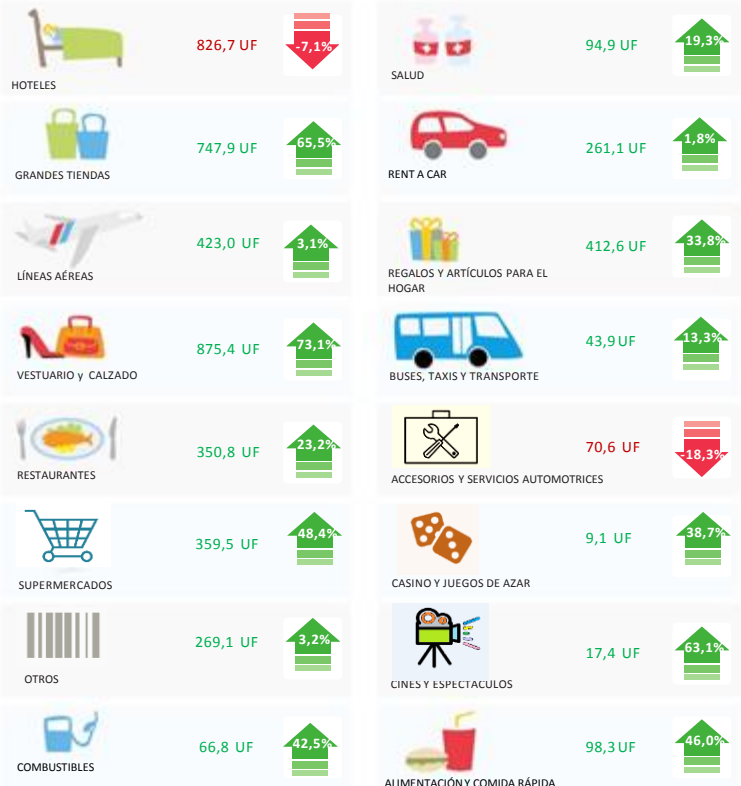 826,7 UF
-7,1%
HOTELES
94,9 UF
19,3%
SALUD
747,9 UF
65,5%
GRANDES TIENDAS
261,1 UF
1,8%
RENT A CAR
423,0 UF
3,1%
LÍNEAS AÉREAS
412,6 UF
33,8%
REGALOS Y ARTÍCULOS PARA EL
HOGAR
875,4 UF
73,1%
VESTUARIO y CALZADO
43,9 UF
13,3%
BUSES, TAXIS Y TRANSPORTE
350,8 UF
23,2%
RESTAURANTES
70,6 UF
-18,3%
ACCESORIOS Y SERVICIOS AUTOMOTRICES
359,5 UF
48,4%
SUPERMERCADOS
9,1 UF
38,7%
CASINO Y JUEGOS DE AZAR
269,1 UF
3,2%
OTROS
17,4 UF
63,1%
CINES Y ESPECTACULOS
66,8 UF
42,5%
COMBUSTIBLES
98,3 UF
46,0%
ALIMENTACIÓN Y COMIDA RÁPIDA